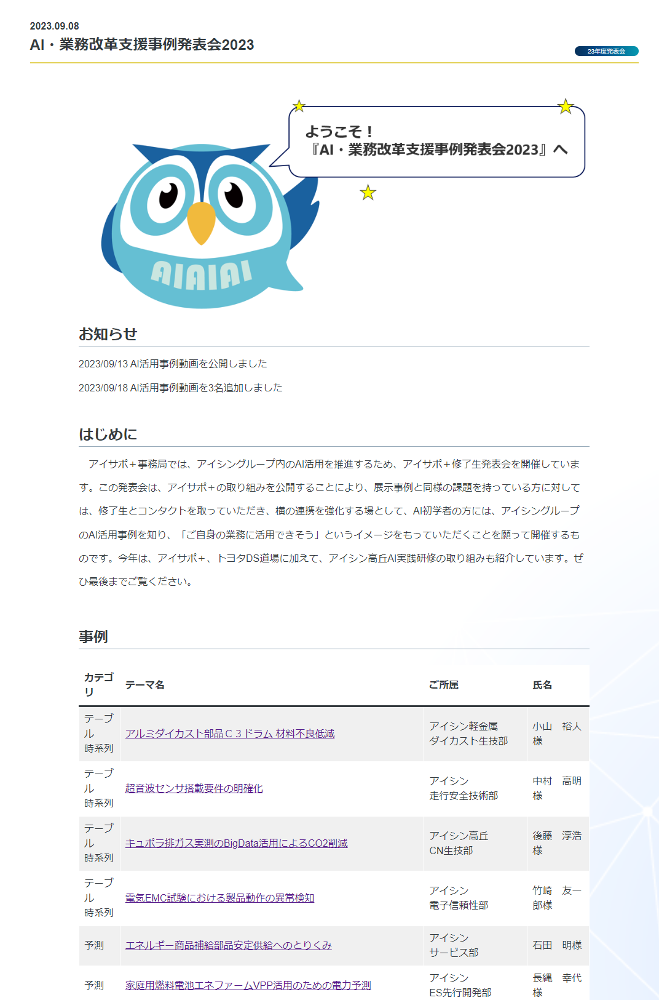 2023.09.08
AI・業務改革支援事例発表会2023
23年度発表会
ようこそ！
『AI・業務改革支援事例発表会2023』へ
AIAIAI
お知らせ
2023/09/13 AI活用事例動画を公開しました
2023/09/18 AI活用事例動画を3名追加しました
はじめに
　アイサポ＋事務局では、アイシングループ内のAI活用を推進するため、アイサポ＋修了生発表会を開催していま
す。この発表会は、アイサポ＋の取り組みを公開することにより、展示事例と同様の課題を持っている方に対して
は、修了生とコンタクトを取っていただき、横の連携を強化する場として、AI初学者の方には、アイシングループ
のAI活用事例を知り、「ご自身の業務に活用できそう」というイメージをもっていただくことを願って開催するも
のです。今年は、アイサポ＋、トヨタDS道場に加えて、アイシン高丘AI実践研修の取り組みも紹介しています。ぜ
ひ最後までご覧ください。
事例
カテゴ
リ
テーマ名
ご所属
氏名
テーブ
ル
時系列
アルミダイカスト部品Ｃ３ドラム 材料不良低減
アイシン軽金属
ダイカスト生技部
小山　裕人
様
テーブ
ル
時系列
超音波センサ搭載要件の明確化
アイシン
走行安全技術部
中村　高明
様
テーブ
ル
時系列
キュポラ排ガス実測のBigData活用によるCO2削減
アイシン高丘
CN生技部
後藤　淳浩
様
テーブ
ル
時系列
電気EMC試験における製品動作の異常検知
アイシン
電子信頼性部
竹崎　友一
郎様
予測
エネルギー商品補給部品安定供給へのとりくみ
アイシン
サービス部
石田　明様
予測
家庭用燃料電池エネファームVPP活用のための電力予測
アイシン
ES先行開発部
長縄　幸代
様